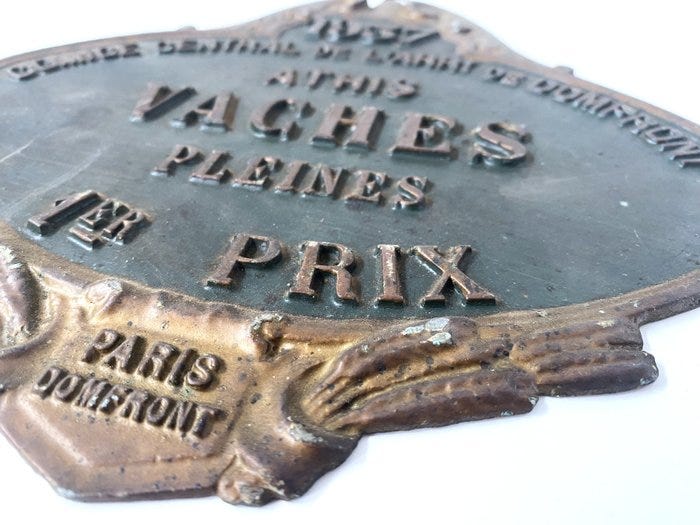 COMICE CENTRAL DE L'ARRT DE DOMFRONT
ATHIS
VACHES
PLEINES
1ER PRIX
PARIS
DOMFRONT